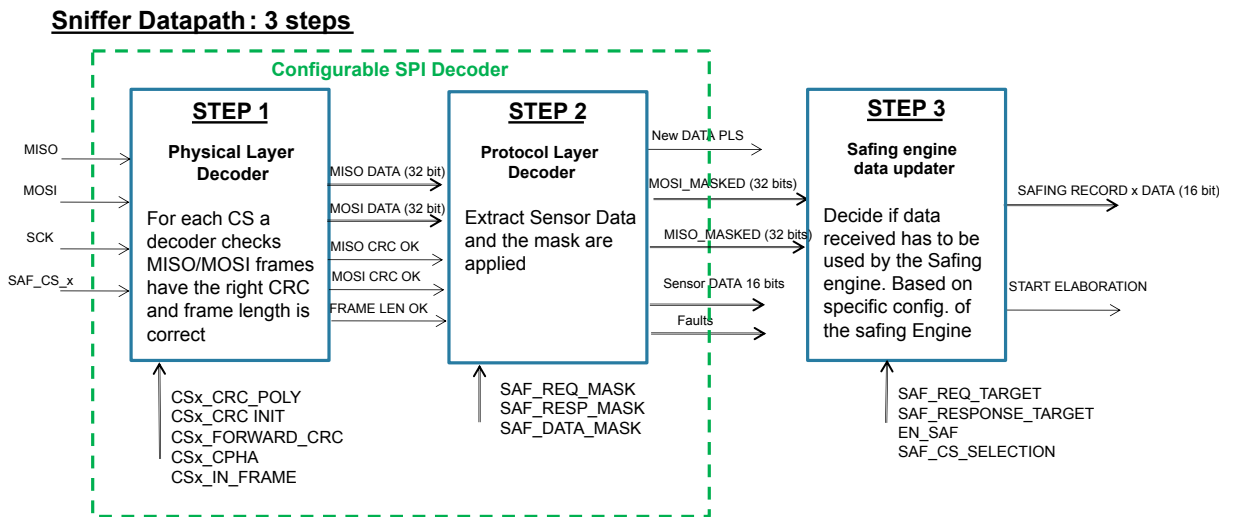 Sniffer Datapath : 3 steps
Configurable SPI Decoder
MISO
MOSI
SCK
SAF_CS_x
STEP 1
Physical Layer
Decoder
For each CS a
decoder checks
MISO/MOSI frames
have the right CRC
and frame length is
correct
CSx_CRC_POLY
CSx_CRC INIT
CSx_FORWARD_CRC
CSx_CPHA
CSx_IN_FRAME
MISO DATA (32 bit)
MOSI DATA (32 bit)
MISO CRC OK
MOSI CRC OK
FRAME LEN OK
STEP 2
Protocol Layer
Decoder
Extract Sensor Data
and the mask are
applied
SAF_REQ_MASK
SAF_RESP_MASK
SAF_DATA_MASK
New DATA PLS
MOSI_MASKED (32 bits)
MISO_MASKED (32 bits)
Sensor DATA 16 bits
Faults
STEP 3
Safing engine
data updater
Decide if data
received has to be
used by the Safing
engine. Based on
specific config. of
the safing Engine
SAF_REQ_TARGET
SAF_RESPONSE_TARGET
EN_SAF
SAF_CS_SELECTION
SAFING RECORD x DATA (16 bit)
START ELABORATION